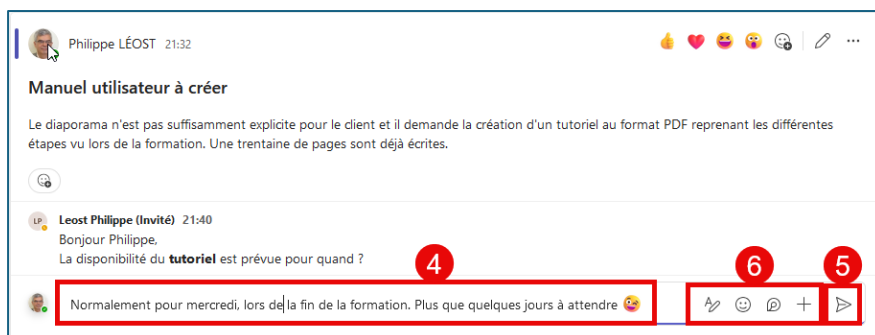 Philippe LÉOST 21:32
Manuel utilisateur à créer
Le diaporama n'est pas suffisamment explicite pour le client et il demande la création d'un tutoriel au format PDF reprenant les différentes
étapes vu lors de la formation. Une trentaine de pages sont déjà écrites.
LP Leost Philippe (Invité) 21:40
Bonjour Philippe,
La disponibilité du tutoriel est prévue pour quand ?
4
6
5
Normalement pour mercredi, lors de la fin de la formation. Plus que quelques jours à attendre 😜